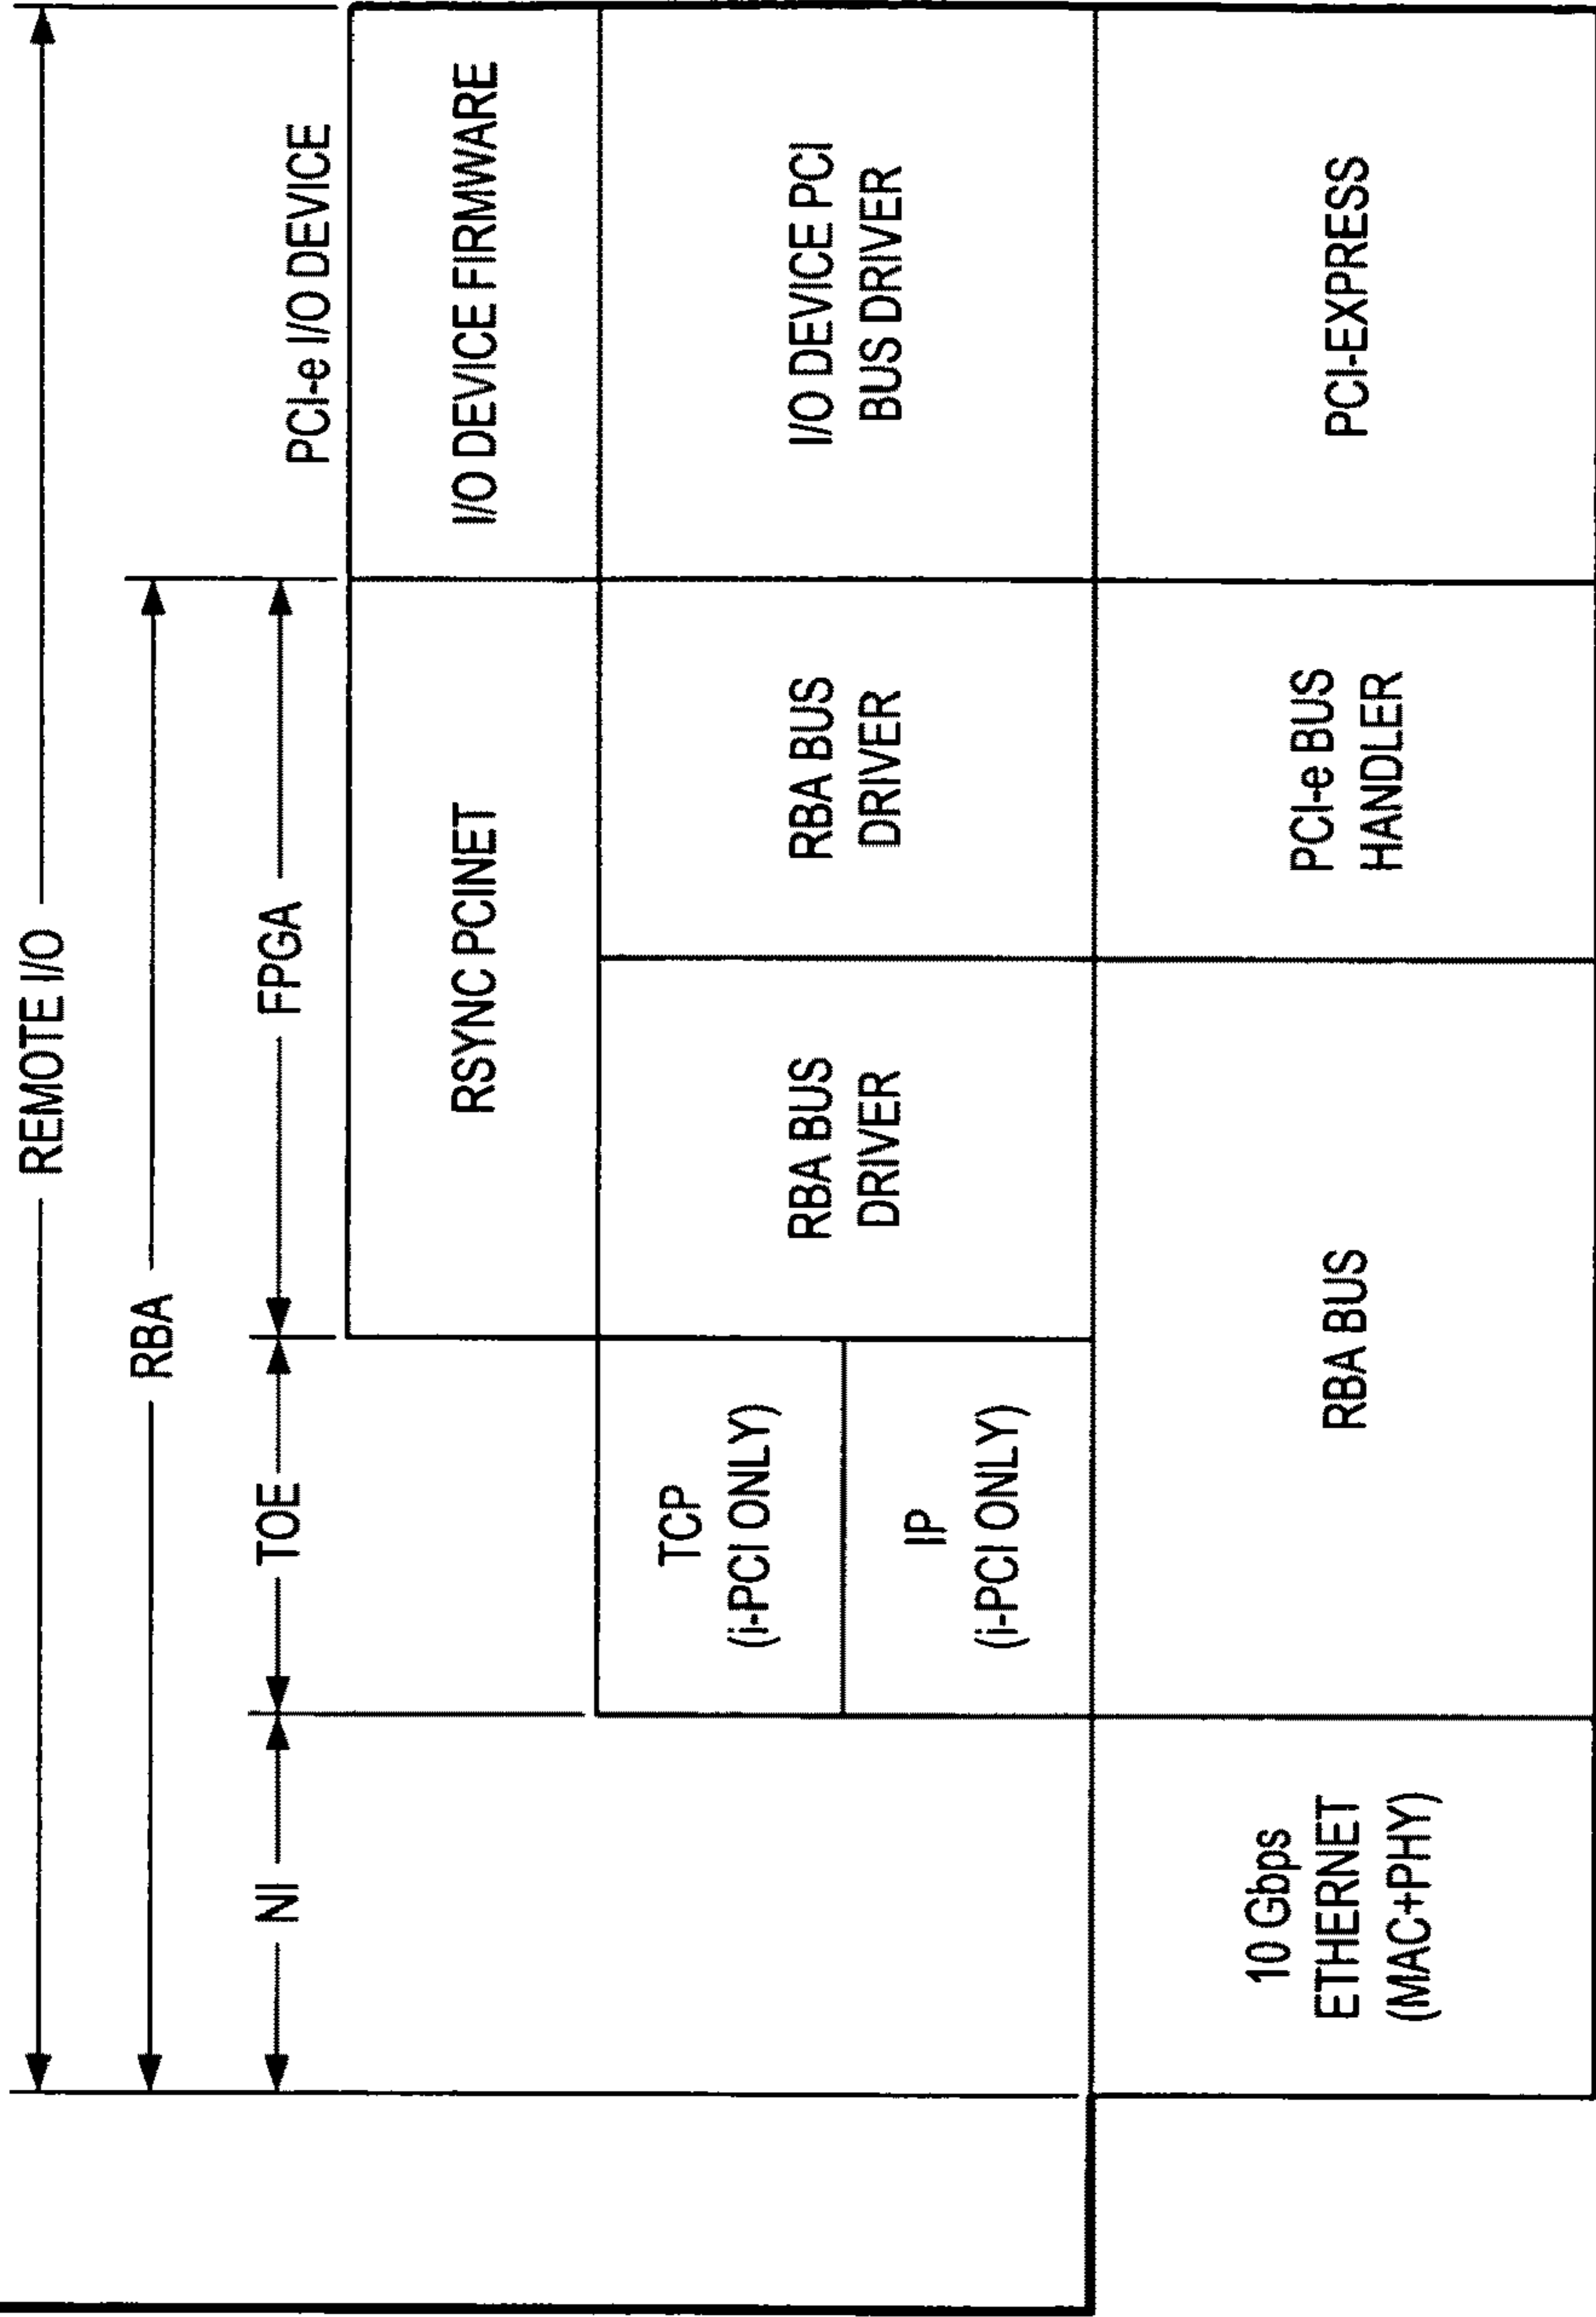 REMOTE I/O
RBA
NI
TOE
FPGA
PCI-e I/O DEVICE
RSYNC PCINET
I/O DEVICE FIRMWARE
TCP
(i-PCI ONLY)
IP
(i-PCI ONLY)
RBA BUS
DRIVER
RBA BUS
DRIVER
I/O DEVICE PCI
BUS DRIVER
10 Gbps
ETHERNET
(MAC+PHY)
RBA BUS
PCI-e BUS
HANDLER
PCI-EXPRESS